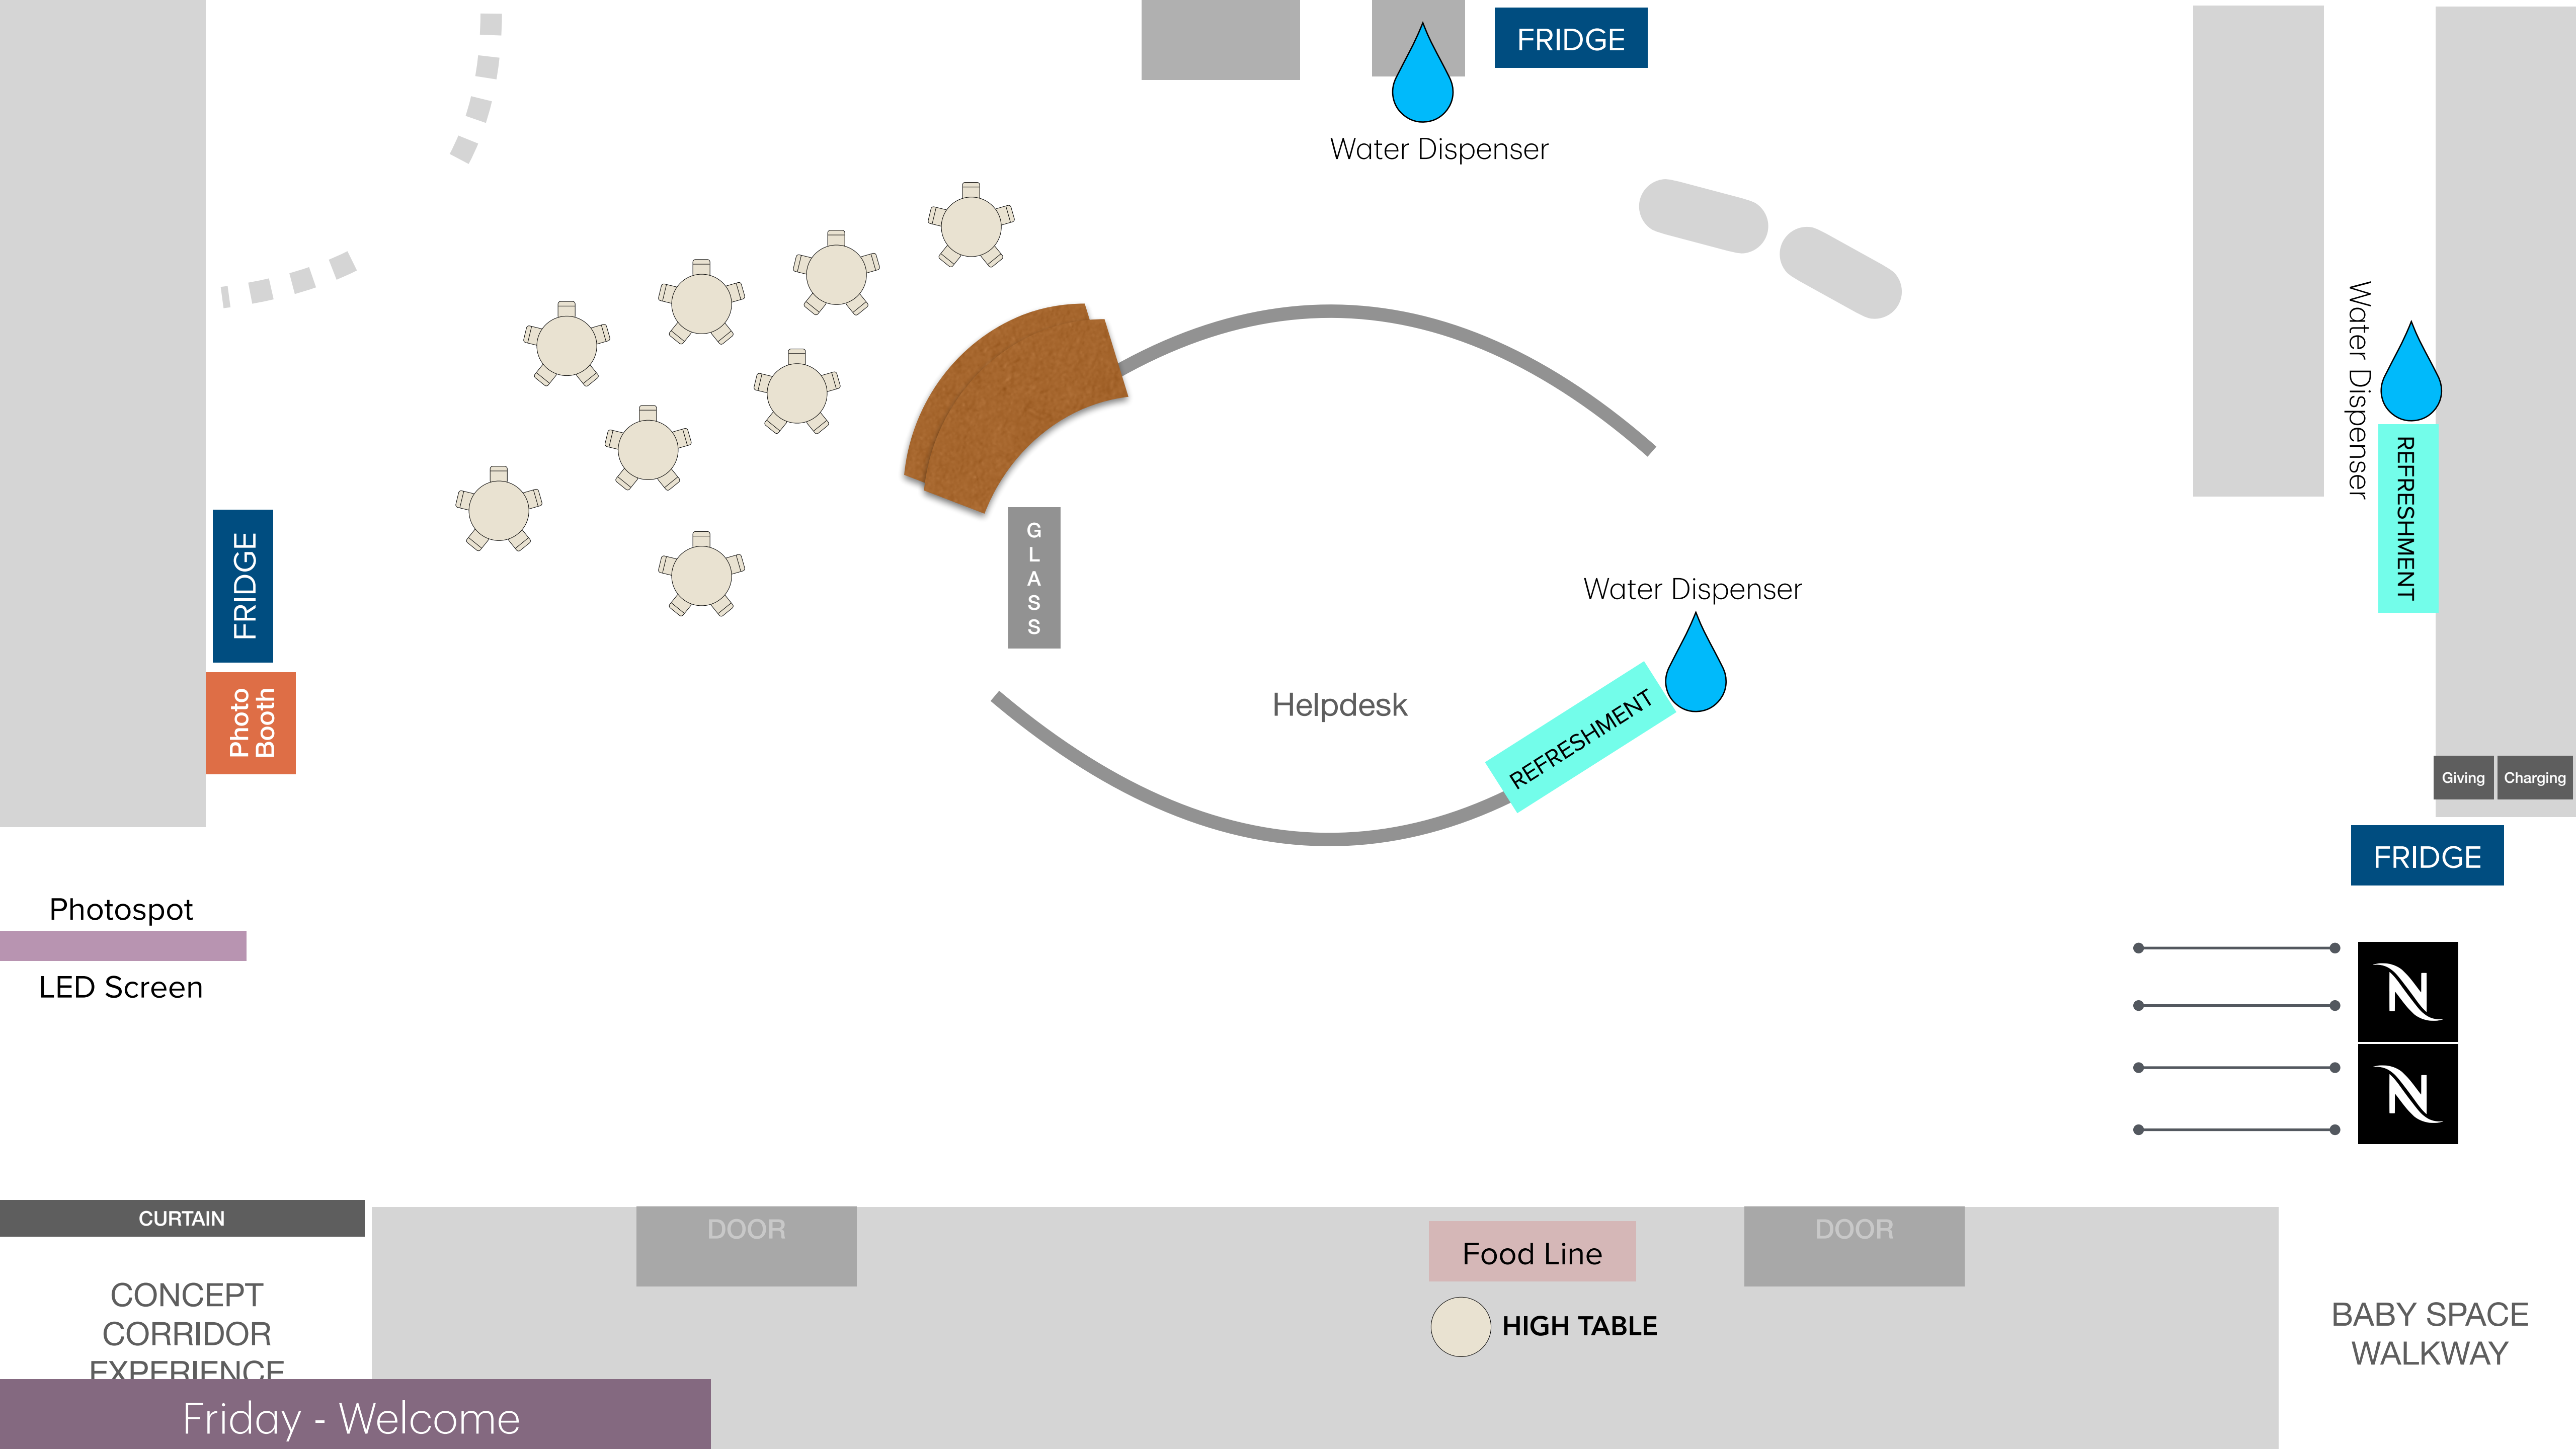 FRIDGE
Water Dispenser
Water Dispenser
REFRESHMENT
G
L
A
S
S
FRIDGE
Water Dispenser
Photo
Booth
Helpdesk
REFRESHMENT
Giving
Charging
FRIDGE
Photospot
LED Screen
N
N
CURTAIN
DOOR
DOOR
Food Line
HIGH TABLE
CONCEPT
CORRIDOR
EXPERIENCE
BABY SPACE
WALKWAY
Friday - Welcome